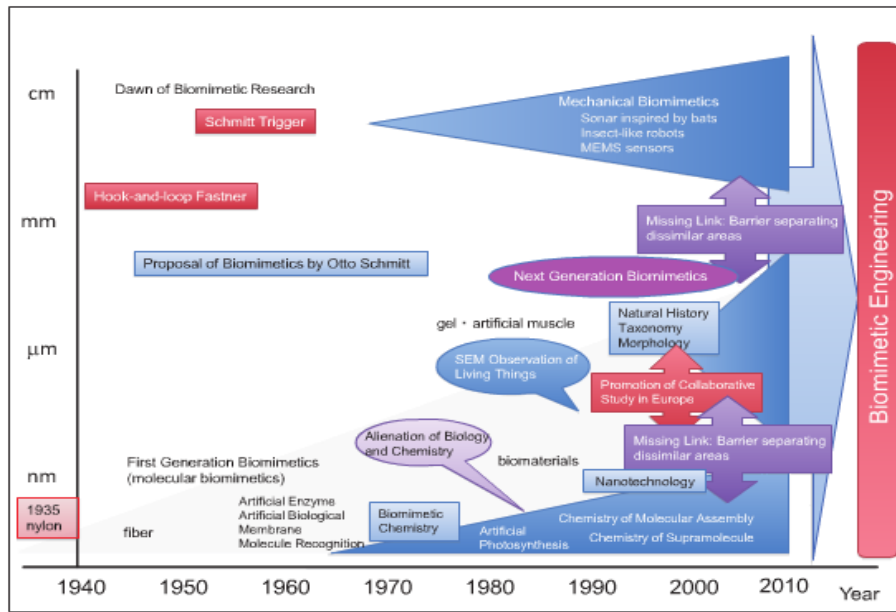 cm
Dawn of Biomimetic Research
Schmitt Trigger
Mechanical Biomimetics
Sonar inspired by bats
Insect-like robots
MEMS sensors
Hook-and-loop Fastner
mm
Missing Link: Barrier separating
dissimilar areas
Proposal of Biomimetics by Otto Schmitt
Next Generation Biomimetics
Natural History
Taxonomy
Morphology
gel・artificial muscle
μm
SEM Observation of
Living Things
Promotion of Collaborative
Study in Europe
Alienation of Biology
and Chemistry
Missing Link: Barrier separating
dissimilar areas
biomaterials
First Generation Biomimetics
(molecular biomimetics)
nm
Nanotechnology
1935
nylon
fiber
Artificial Enzyme
Artificial Biological
Membrane
Molecule Recognition
Biomimetic
Chemistry
Artificial
Photosynthesis
Chemistry of Molecular Assembly
Chemistry of Supramolecule
Biomimetic Engineering
1940 1950 1960 1970 1980 1990 2000 2010 Year